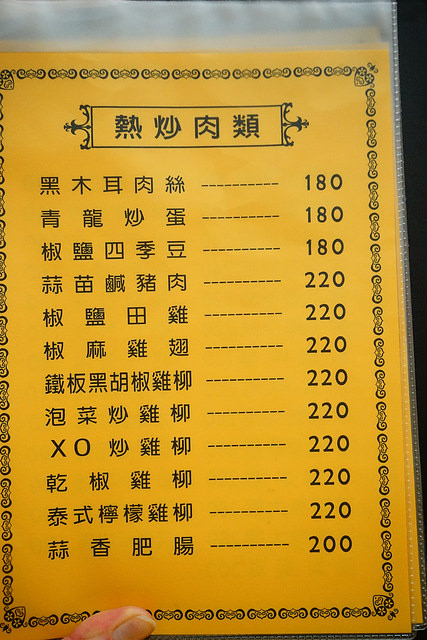 熱炒肉類
黑木耳肉絲 ---------- 180
青龍炒蛋 ---------- 180
椒鹽四季豆 ---------- 180
蒜苗鹹豬肉 ---------- 220
椒鹽田雞 ---------- 220
椒麻雞翅 ---------- 220
鐵板黑胡椒雞柳 ---------- 220
泡菜炒雞柳 ---------- 220
XO炒雞柳 ---------- 220
乾椒雞柳 ---------- 220
泰式檸檬雞柳 ---------- 220
蒜香肥腸 ---------- 200